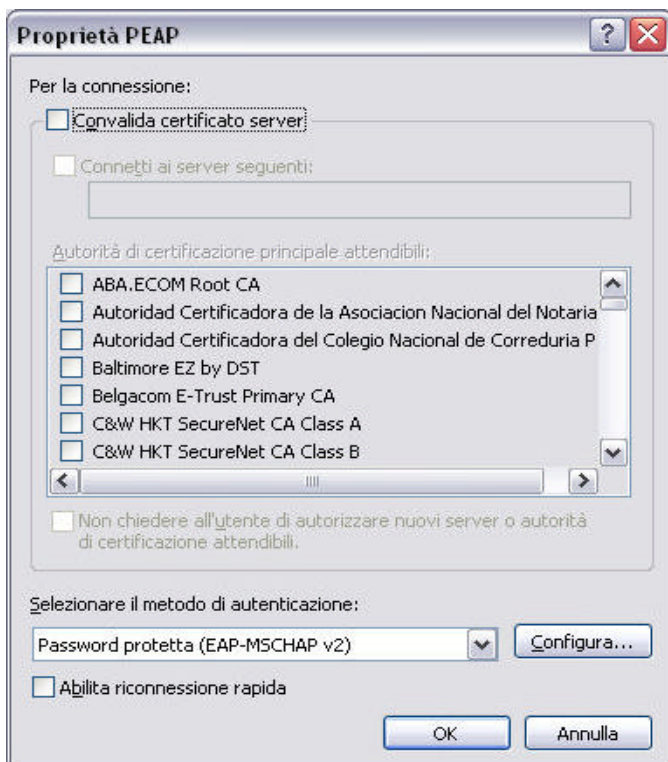 Proprietà PEAP
Per la connessione:
Convalida certificato server
Connetti ai server seguenti:
Autorità di certificazione principale attendibili:
ABA.ECOM Root CA
Autoridad Certificadora de la Asociacion Nacional del Notaria
Autoridad Certificadora del Colegio Nacional de Correduria P
Baltimore EZ by DST
Belgacom E-Trust Primary CA
C&W HKT SecureNet CA Class A
C&W HKT SecureNet CA Class B
Non chiedere all'utente di autorizzare nuovi server o autorità
di certificazione attendibili.
Selezionare il metodo di autenticazione:
Password protetta (EAP-MSCHAP v2)
Configura...
Abilita riconnessione rapida
OK
Annulla